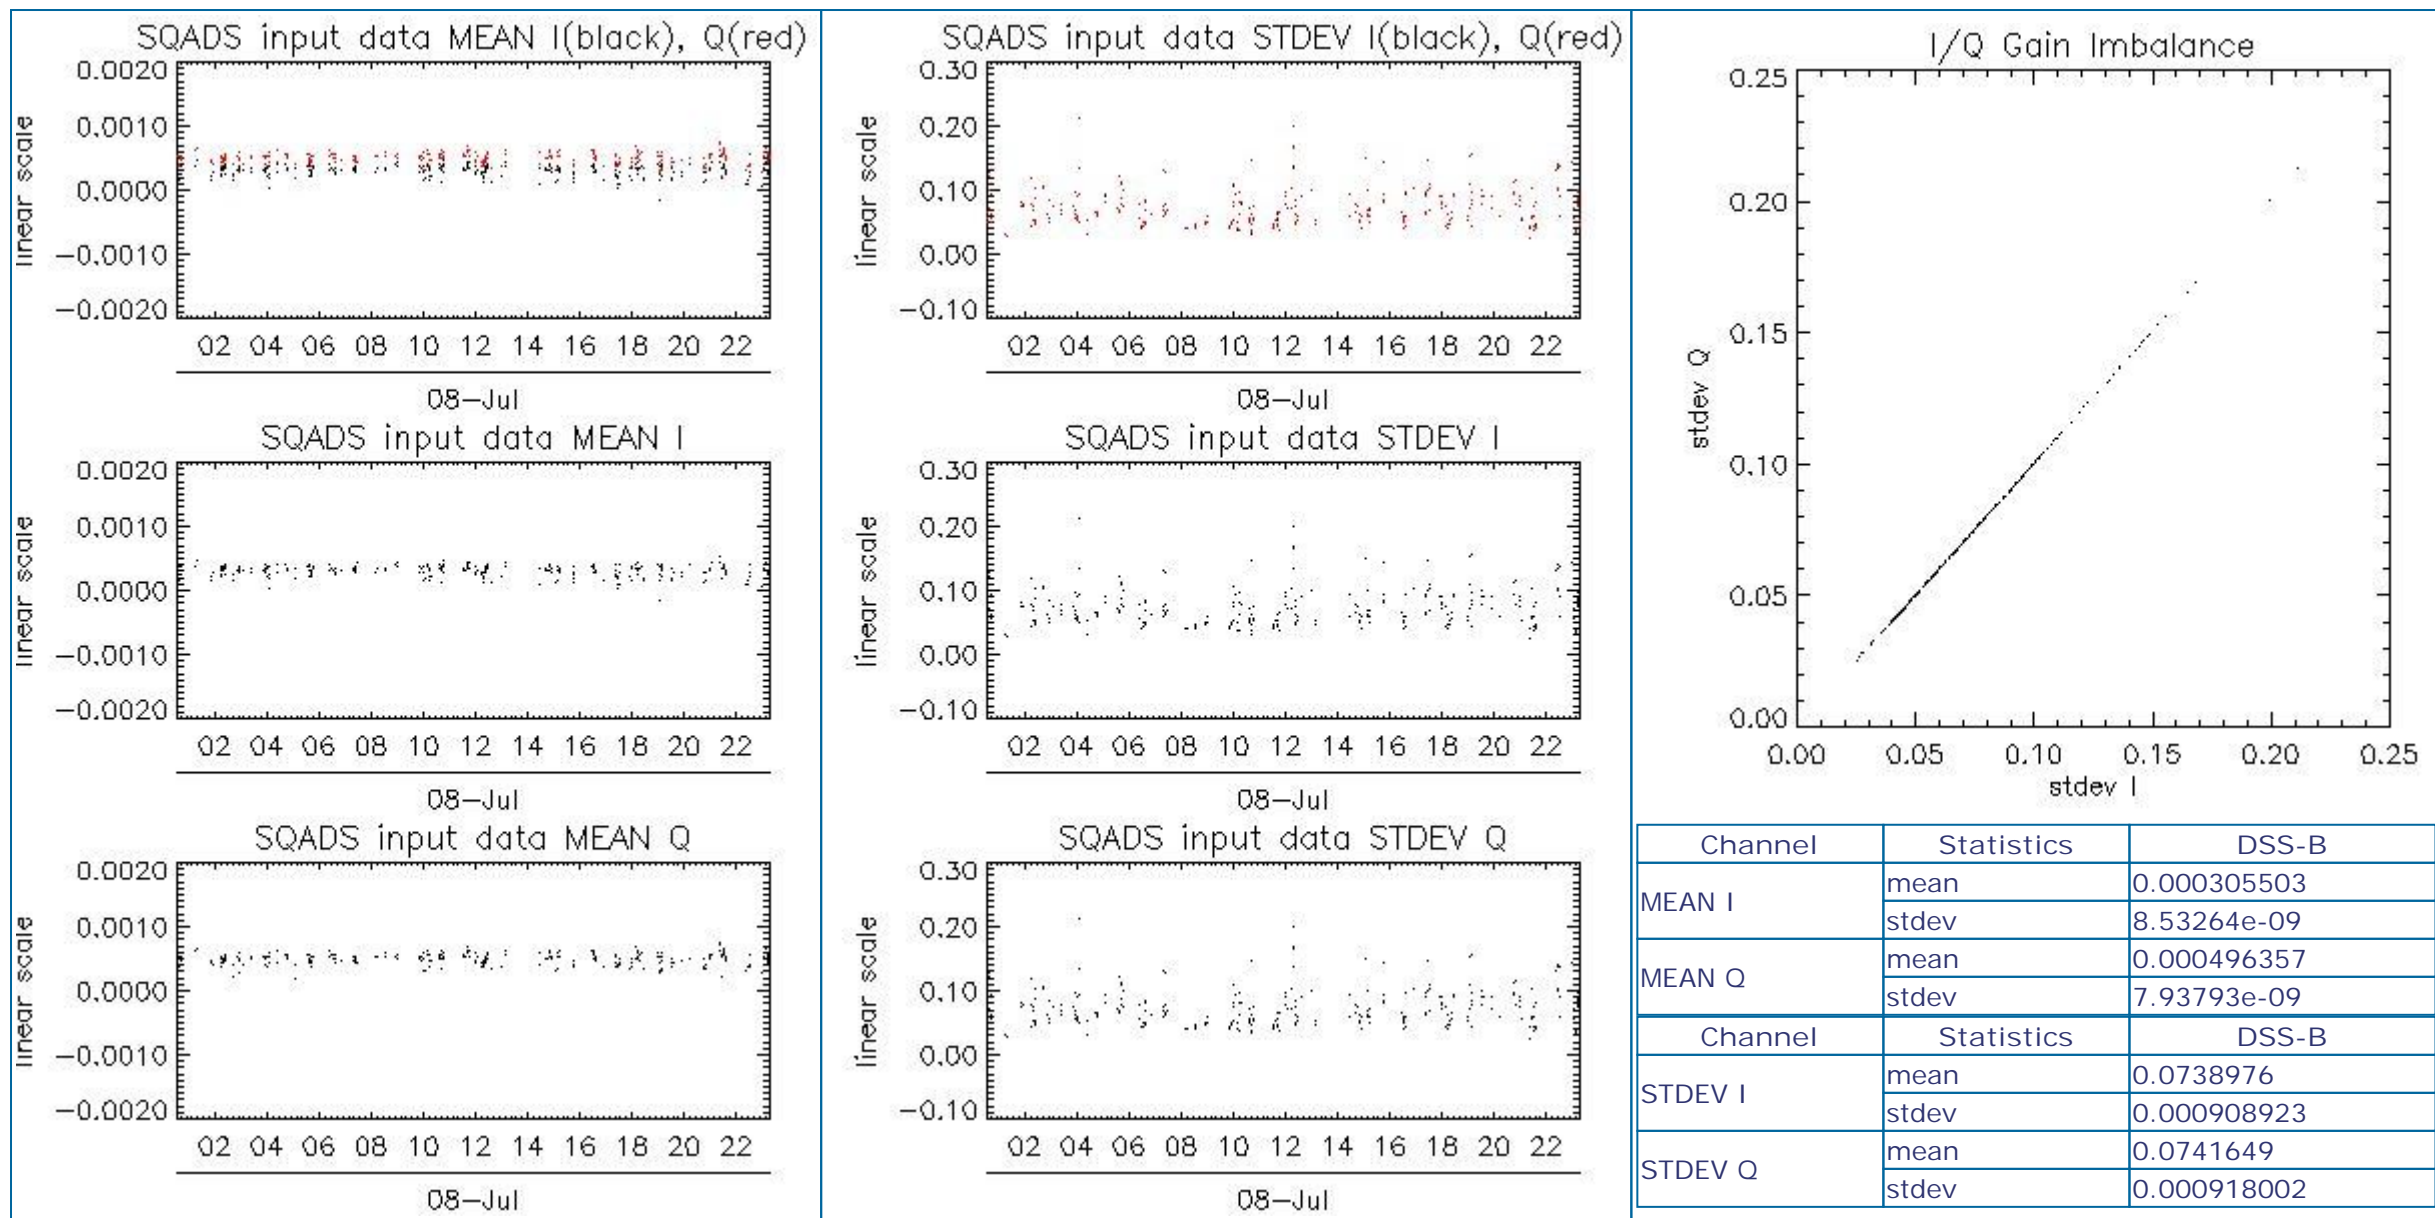 SQADS input data MEAN I(black), Q(red)
0.0020
0.0010
0.0000
−0.0010
−0.0020
linear scale
02 04 06 08 10 12 14 16 18 20 22
08−Jul
SQADS input data MEAN I
0.0020
0.0010
0.0000
−0.0010
−0.0020
linear scale
02 04 06 08 10 12 14 16 18 20 22
08−Jul
SQADS input data MEAN Q
0.0020
0.0010
0.0000
−0.0010
−0.0020
linear scale
02 04 06 08 10 12 14 16 18 20 22
08−Jul
SQADS input data STDEV I(black), Q(red)
0.30
0.20
0.10
0.00
−0.10
linear scale
02 04 06 08 10 12 14 16 18 20 22
08−Jul
SQADS input data STDEV I
0.30
0.20
0.10
0.00
−0.10
linear scale
02 04 06 08 10 12 14 16 18 20 22
08−Jul
SQADS input data STDEV Q
0.30
0.20
0.10
0.00
−0.10
linear scale
02 04 06 08 10 12 14 16 18 20 22
08−Jul
I/Q Gain Imbalance
0.25
0.20
0.15
0.10
0.05
0.00
stdev Q
0.00 0.05 0.10 0.15 0.20 0.25
stdev I
Channel Statistics DSS-B
MEAN I mean 0.000305503
stdev 8.53264e-09
MEAN Q mean 0.000496357
stdev 7.93793e-09
Channel Statistics DSS-B
STDEV I mean 0.0738976
stdev 0.000908923
STDEV Q mean 0.0741649
stdev 0.000918002